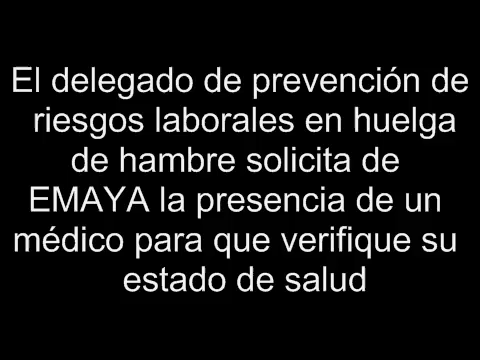 El delegado de prevención de
riesgos laborales en huelga
de hambre solicita de
EMAYA la presencia de un
médico para que verifique su
estado de salud